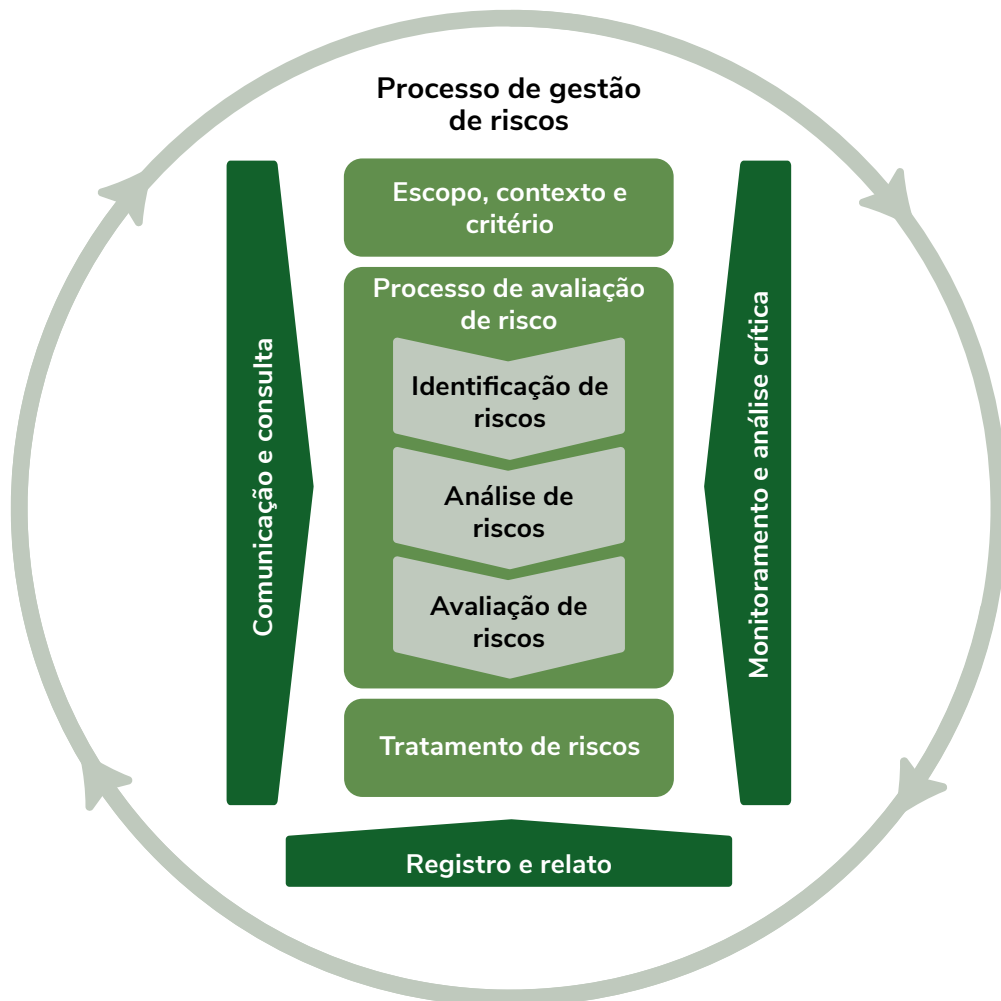 Processo de gestão
de riscos
Escopo, contexto e
critério
Processo de avaliação
de risco
Identificação de
riscos
Análise de
riscos
Avaliação de
riscos
Tratamento de riscos
Comunicação e consulta
Monitoramento e análise crítica
Registro e relato